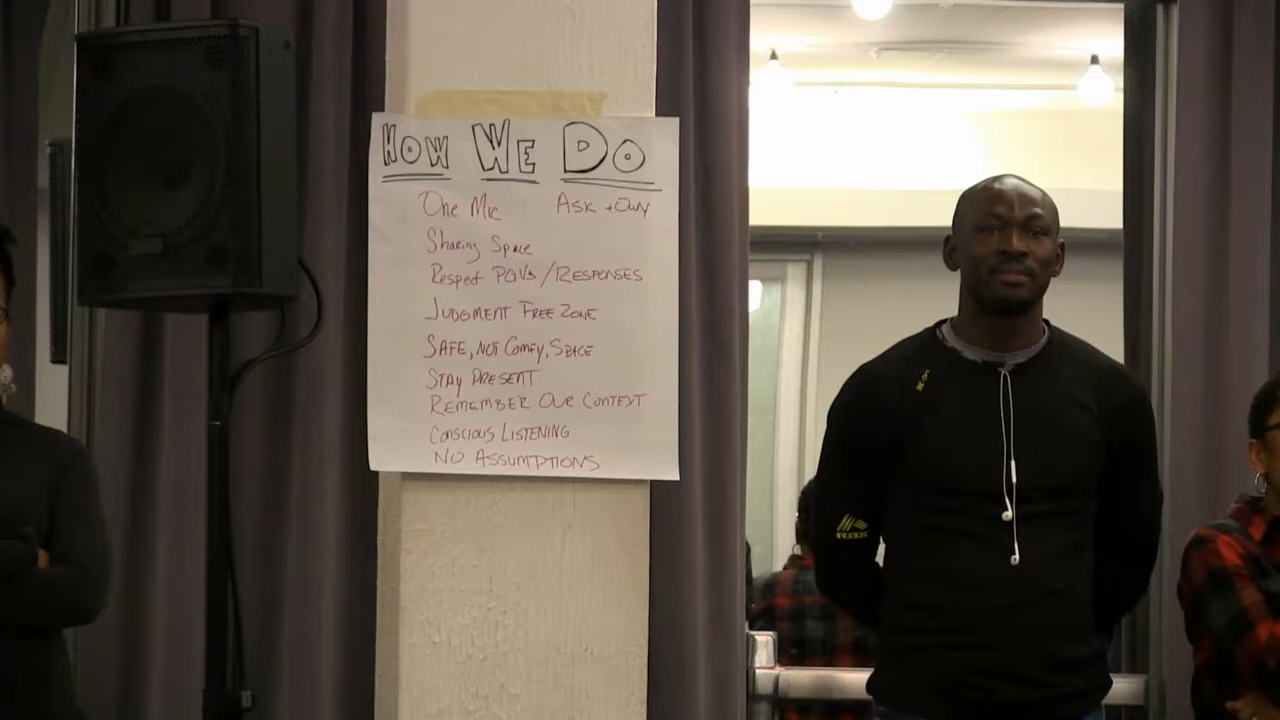 HOW WE DO
One Mic Ask + Own
Sharing Space
Respect POVs / RESPONSES
JUDGMENT FREE ZONE
SAFE, NOT COMFY, SPACE
STAY PRESENT
REMEMBER OUR CONTEXT
CONSCIOUS LISTENING
NO ASSUMPTIONS